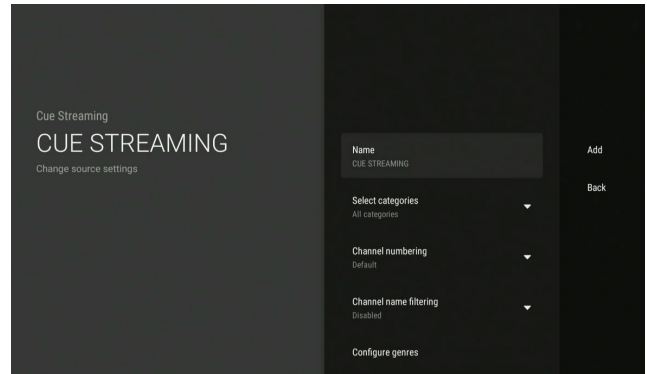 Cue Streaming
CUE STREAMING
Change source settings
Name
CUE STREAMING
Select categories
All categories
Channel numbering
Default
Channel name filtering
Disabled
Configure genres
Add
Back